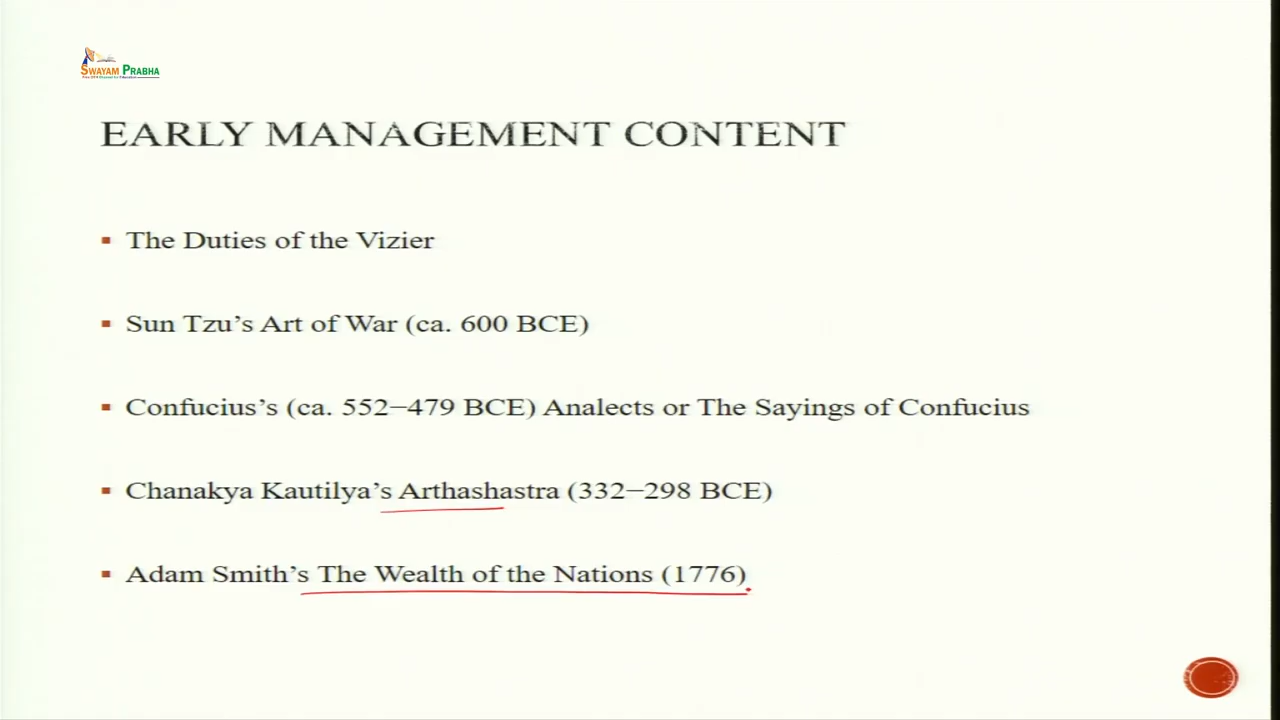 SWAYAM PRABHA
EARLY MANAGEMENT CONTENT
▪ The Duties of the Vizier
▪ Sun Tzu’s Art of War (ca. 600 BCE)
▪ Confucius’s (ca. 552–479 BCE) Analects or The Sayings of Confucius
▪ Chanakya Kautilya’s Arthashastra (332–298 BCE)
▪ Adam Smith’s The Wealth of the Nations (1776)